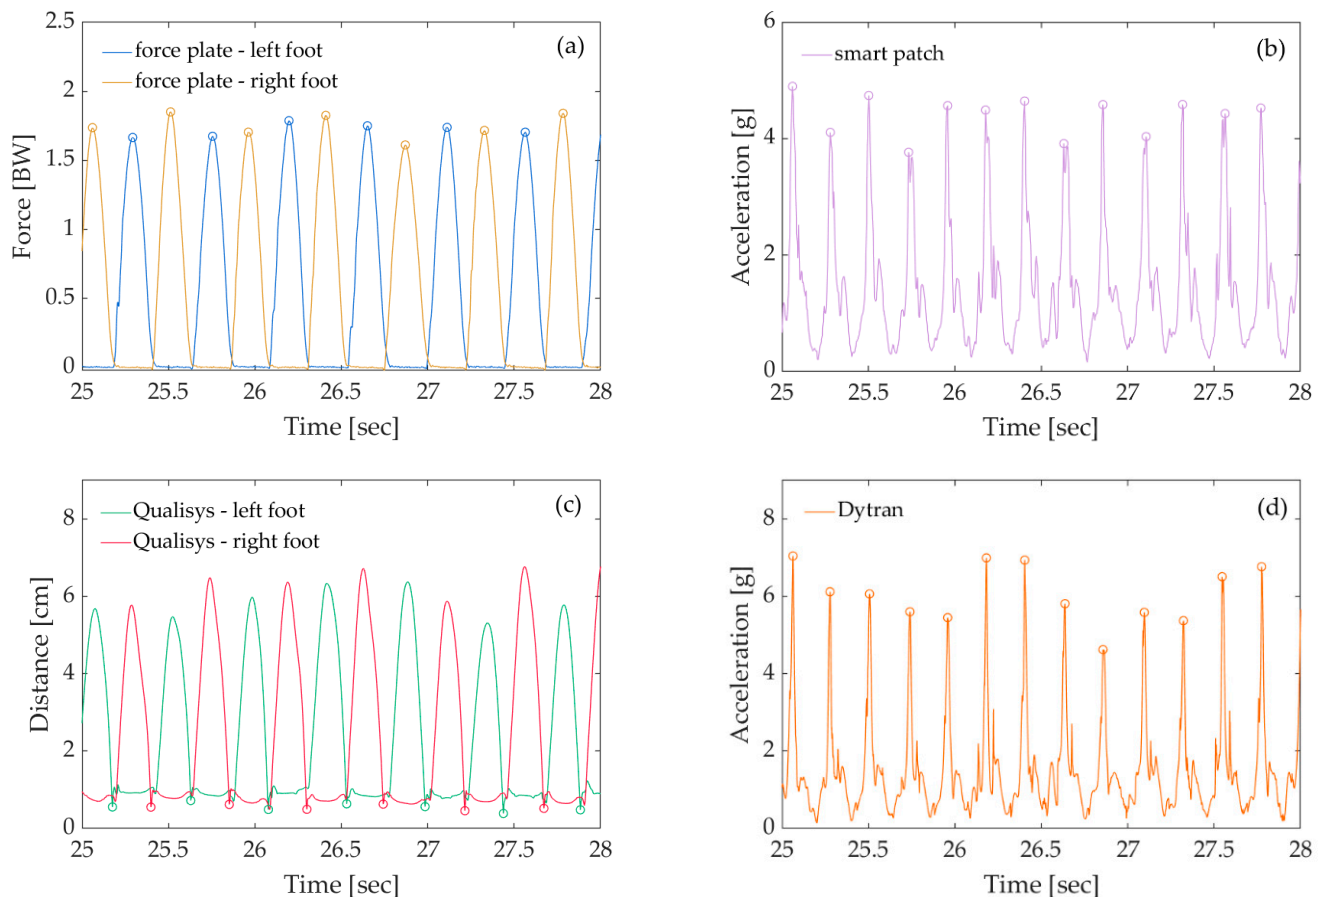 (a)
force plate - left foot
force plate - right foot
2.5
2
1.5
1
0.5
0
Force [BW]
25 25.5 26 26.5 27 27.5 28
Time [sec]
(b)
smart patch
6
4
2
0
Acceleration [g]
25 25.5 26 26.5 27 27.5 28
Time [sec]
(c)
Qualisys - left foot
Qualisys - right foot
8
6
4
2
0
Distance [cm]
25 25.5 26 26.5 27 27.5 28
Time [sec]
(d)
Dytran
8
6
4
2
0
Acceleration [g]
25 25.5 26 26.5 27 27.5 28
Time [sec]